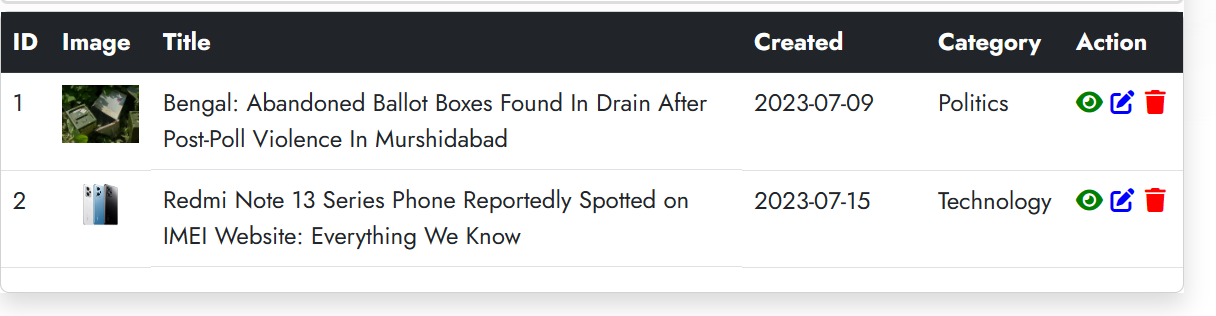 ID Image Title Created Category Action
1 Bengal: Abandoned Ballot Boxes Found In Drain After 2023-07-09 Politics
Post-Poll Violence In Murshidabad
2 Redmi Note 13 Series Phone Reportedly Spotted on 2023-07-15 Technology
IMEI Website: Everything We Know